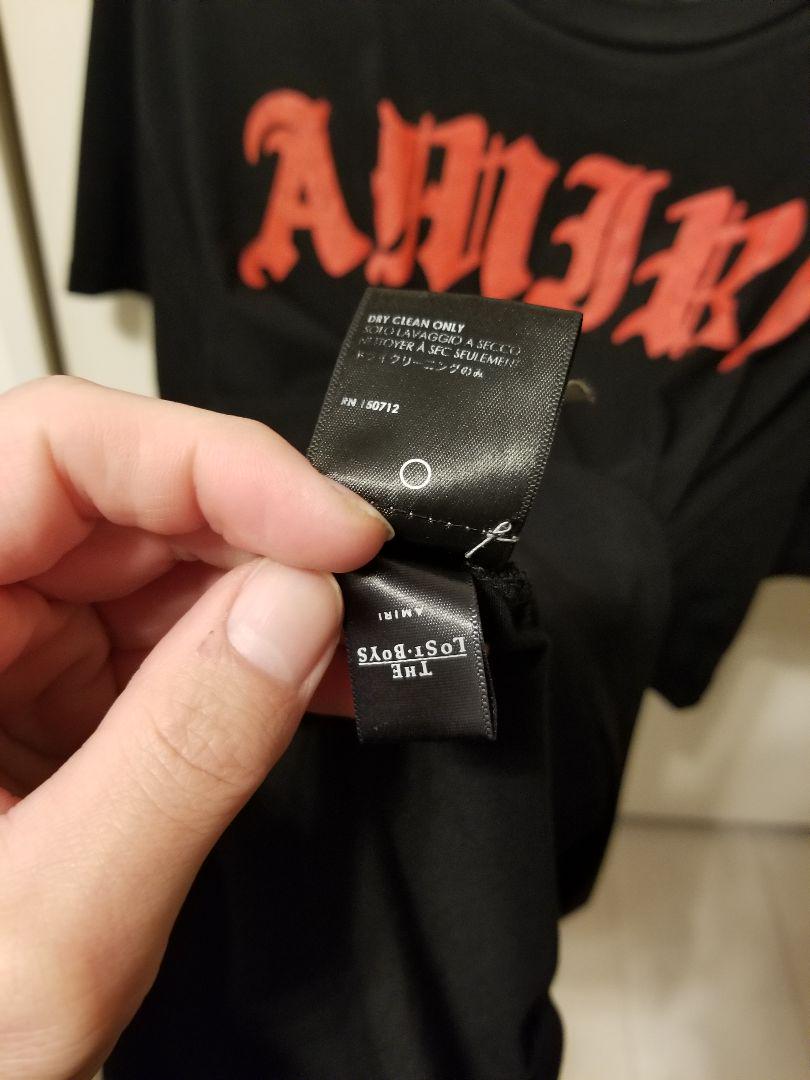 AMIR
DRY CLEAN ONLY
SOLO LAVAGGIO A SECCO
NETTOYER À SEC SEULEMENT
ドライクリーニングのみ
RN 150712
THE
LOST·BOYS
AMIRI